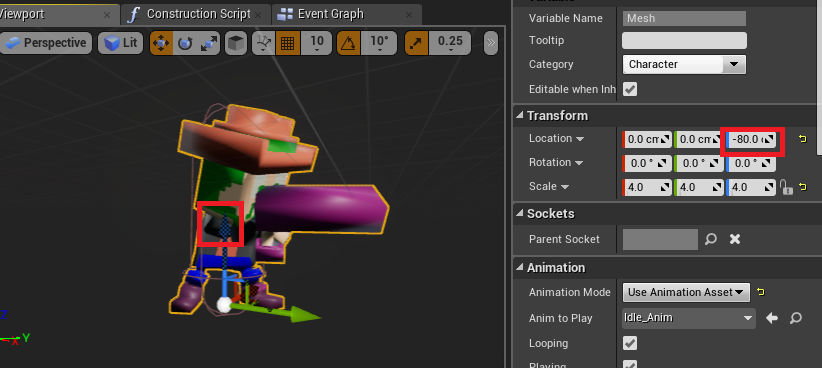 Viewport Construction Script Event Graph
Perspective Lit 10 10° 0.25 »
Variable Name Mesh
Tooltip
Category Character
Editable when Inh
Transform
Location 0.0 cm 0.0 cm -80.0
Rotation 0.0 ° 0.0 ° 0.0 °
Scale 4.0 4.0 4.0
Sockets
Parent Socket
Animation
Animation Mode Use Animation Asset
Anim to Play Idle_Anim
Looping
Playing
Z
Y
X